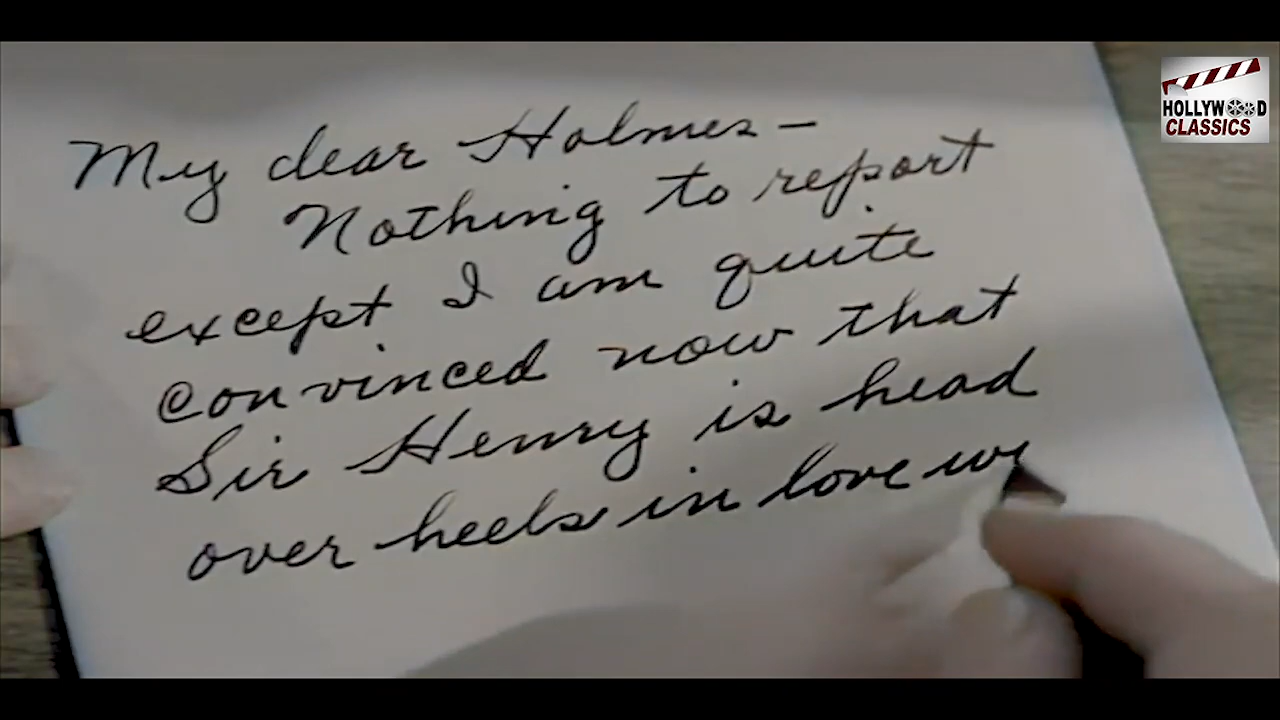 My dear Holmes –
Nothing to report
except I am quite
convinced now that
Sir Henry is head
over heels in love wi
HOLLYWOOD
CLASSICS